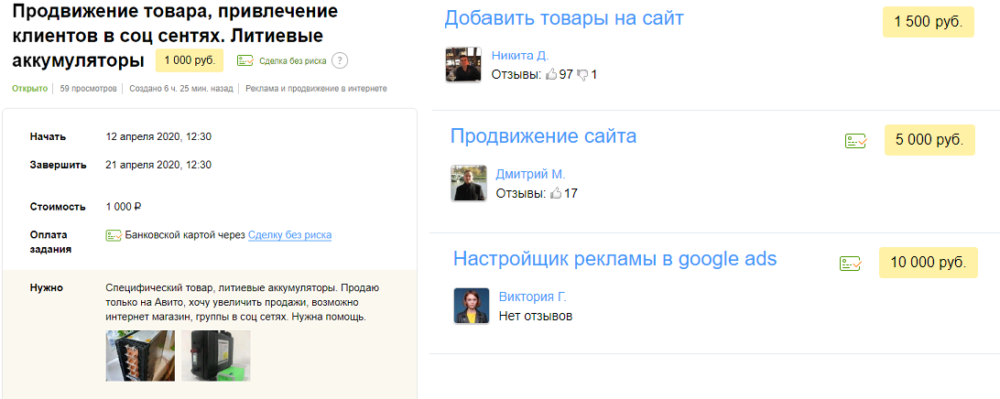 Продвижение товара, привлечение
клиентов в соц сентях. Литиевые
аккумуляторы 1 000 руб. Сделка без риска ?
Открыто 59 просмотров Создано 6 ч. 25 мин. назад Реклама и продвижение в интернете
Начать 12 апреля 2020, 12:30
Завершить 21 апреля 2020, 12:30
Стоимость 1 000 ₽
Оплата задания Банковской картой через Сделку без риска
Нужно Специфический товар, литиевые аккумуляторы. Продаю
только на Авито, хочу увеличить продажи, возможно
интернет магазин, группы в соц сетях. Нужна помощь.
Добавить товары на сайт 1 500 руб.
Никита Д.
Отзывы: 97 1
Продвижение сайта 5 000 руб.
Дмитрий М.
Отзывы: 17
Настройщик рекламы в google ads 10 000 руб.
Виктория Г.
Нет отзывов